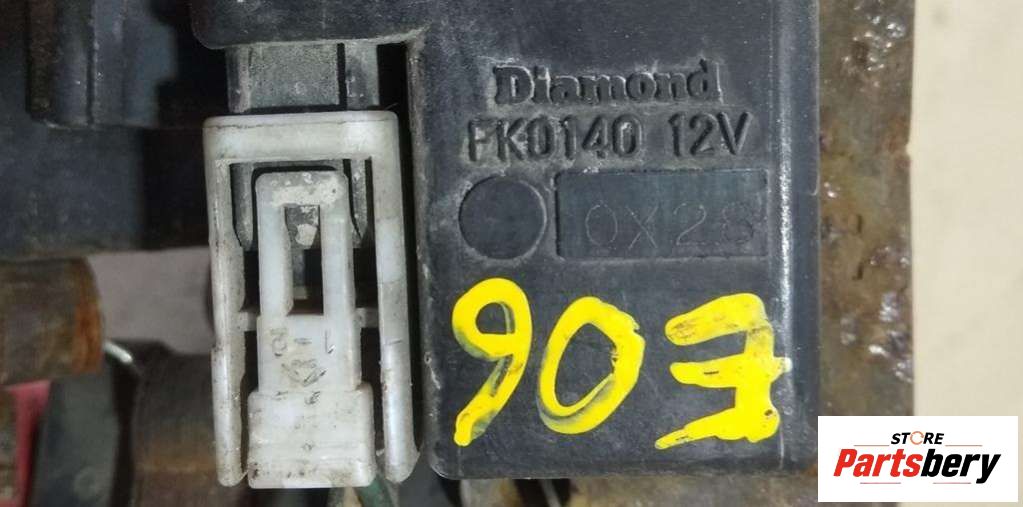 Diamond
FK0140 12V
0X28
903
STORE
Partsbery